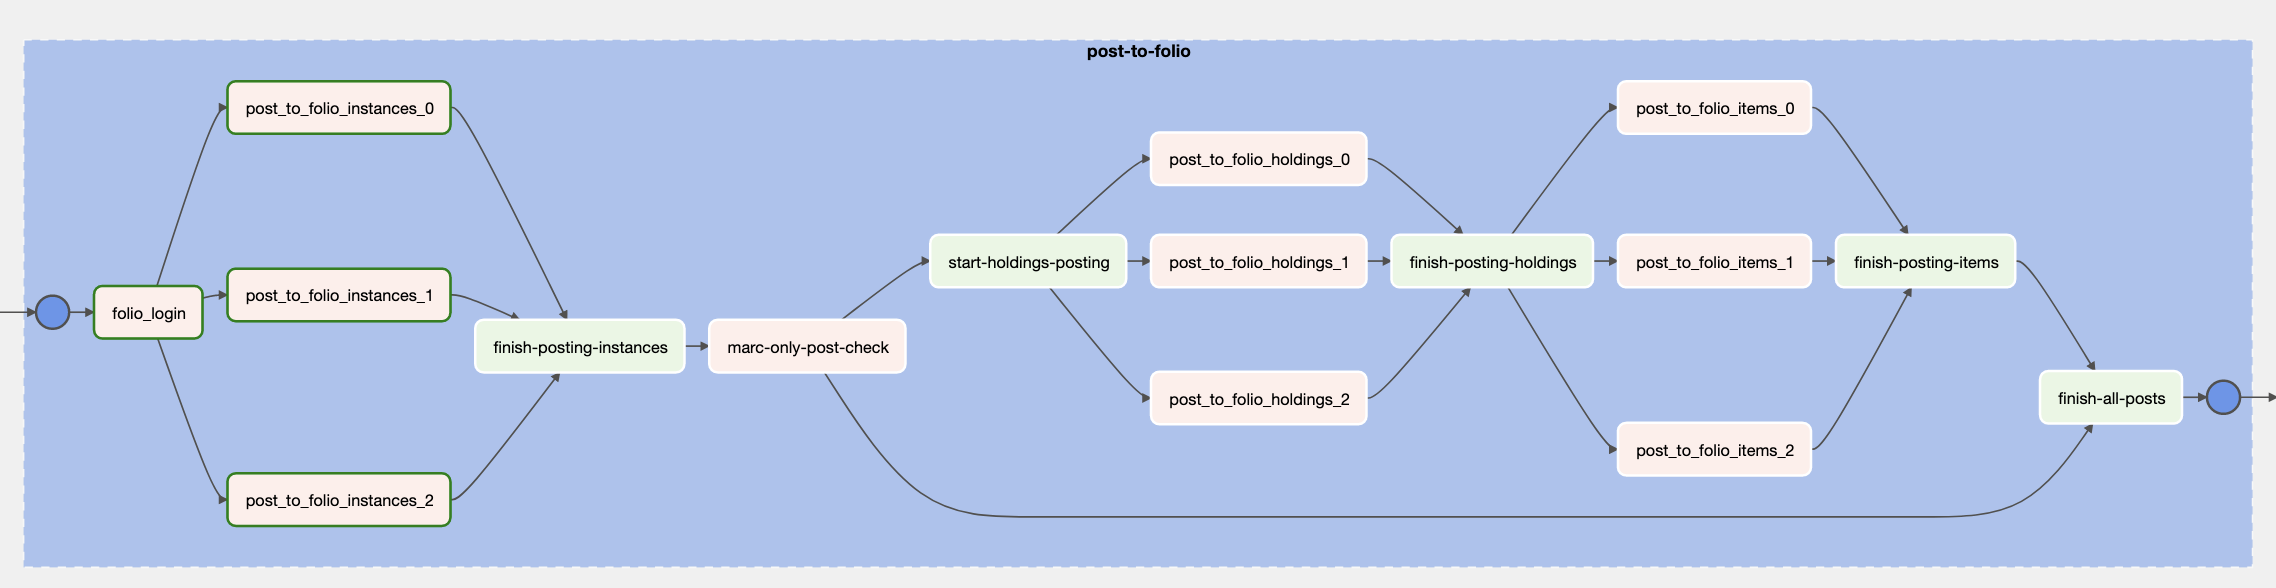 post-to-folio
folio_login
post_to_folio_instances_0
post_to_folio_instances_1
post_to_folio_instances_2
finish-posting-instances
marc-only-post-check
start-holdings-posting
post_to_folio_holdings_0
post_to_folio_holdings_1
post_to_folio_holdings_2
finish-posting-holdings
post_to_folio_items_0
post_to_folio_items_1
post_to_folio_items_2
finish-posting-items
finish-all-posts